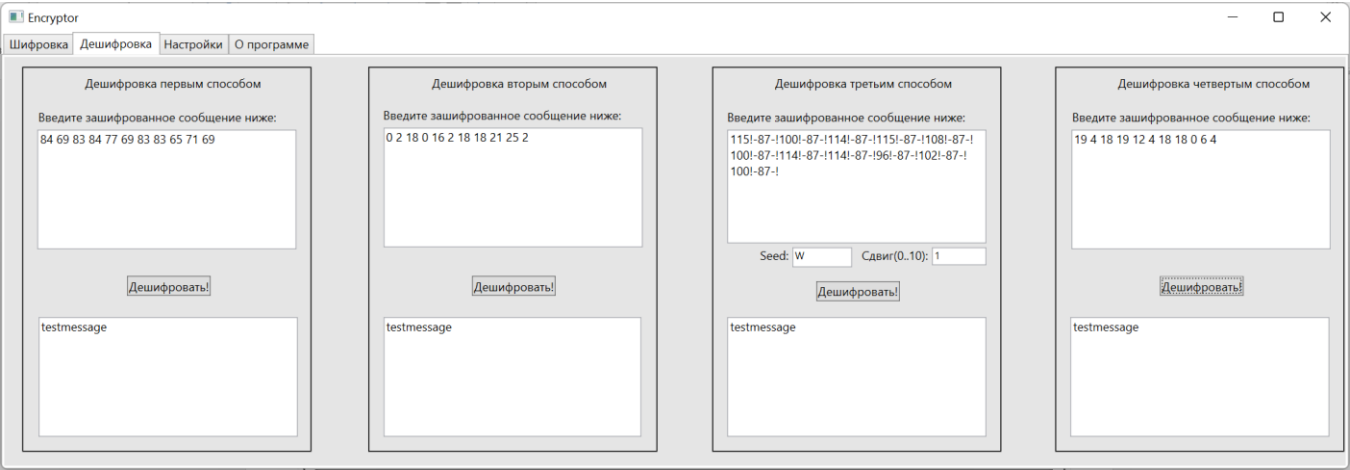 Encryptor
Шифровка
Дешифровка
Настройки
О программе
Дешифровка первым способом
Введите зашифрованное сообщение ниже:
84 69 83 84 77 69 83 83 65 71 69
Дешифровать!
testmessage
Дешифровка вторым способом
Введите зашифрованное сообщение ниже:
0 2 18 0 16 2 18 18 21 25 2
Дешифровать!
testmessage
Дешифровка третьим способом
Введите зашифрованное сообщение ниже:
115!-87-!100!-87-!114!-87-!115!-87-!108!-87-!
100!-87-!114!-87-!114!-87-!96!-87-!102!-87-!
100!-87-!
Seed: W Сдвиг(0..10): 1
Дешифровать!
testmessage
Дешифровка четвертым способом
Введите зашифрованное сообщение ниже:
19 4 18 19 12 4 18 18 0 6 4
Дешифровать!
testmessage